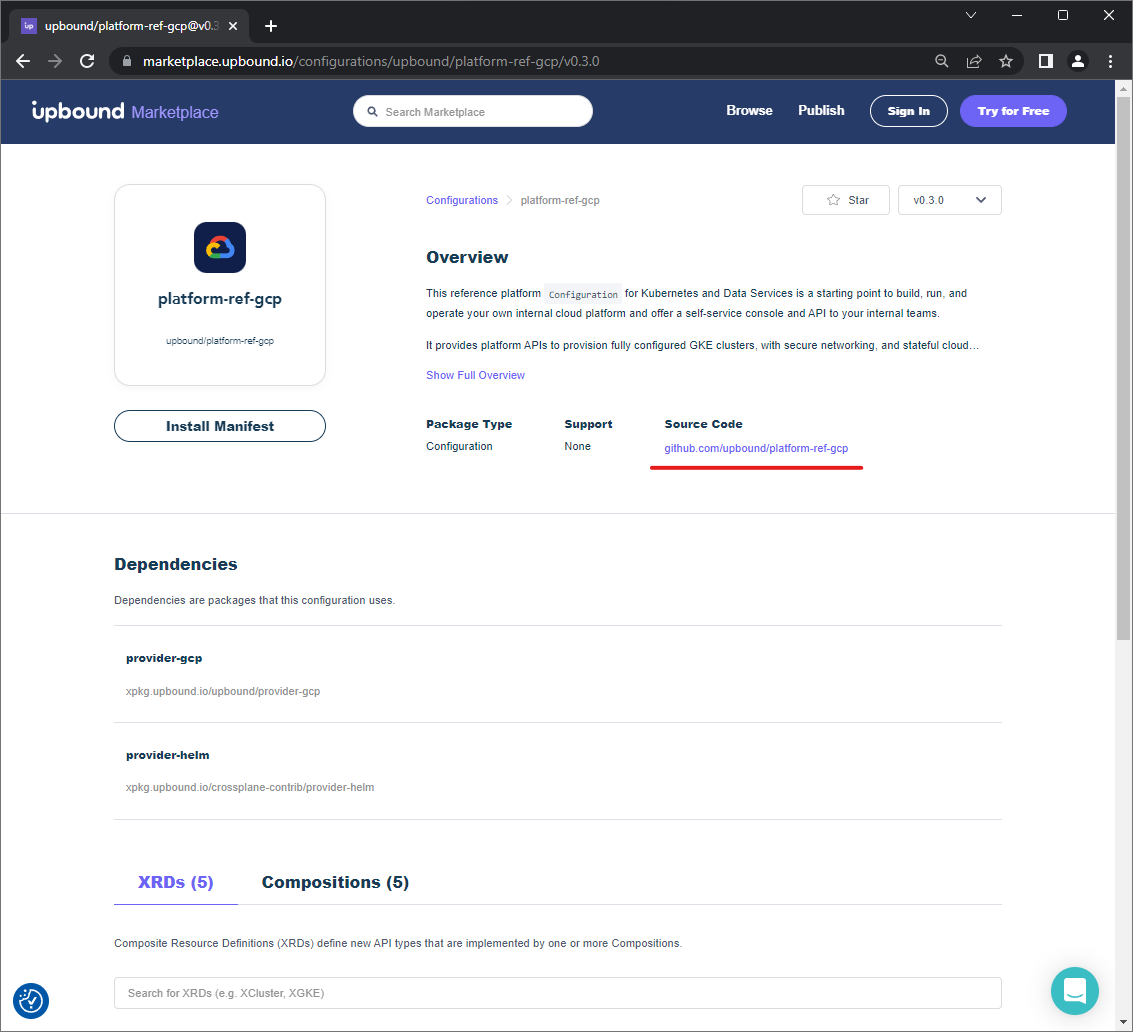 up upbound/platform-ref-gcp@v0.3
marketplace.upbound.io/configurations/upbound/platform-ref-gcp/v0.3.0
upbound Marketplace
Search Marketplace
Browse
Publish
Sign In
Try for Free
platform-ref-gcp
upbound/platform-ref-gcp
Install Manifest
Configurations > platform-ref-gcp
Star
v0.3.0
Overview
This reference platform Configuration for Kubernetes and Data Services is a starting point to build, run, and
operate your own internal cloud platform and offer a self-service console and API to your internal teams.
It provides platform APIs to provision fully configured GKE clusters, with secure networking, and stateful cloud…
Show Full Overview
Package Type
Configuration
Support
None
Source Code
github.com/upbound/platform-ref-gcp
Dependencies
Dependencies are packages that this configuration uses.
provider-gcp
xpkg.upbound.io/upbound/provider-gcp
provider-helm
xpkg.upbound.io/crossplane-contrib/provider-helm
XRDs (5)
Compositions (5)
Composite Resource Definitions (XRDs) define new API types that are implemented by one or more Compositions.
Search for XRDs (e.g. XCluster, XGKE)